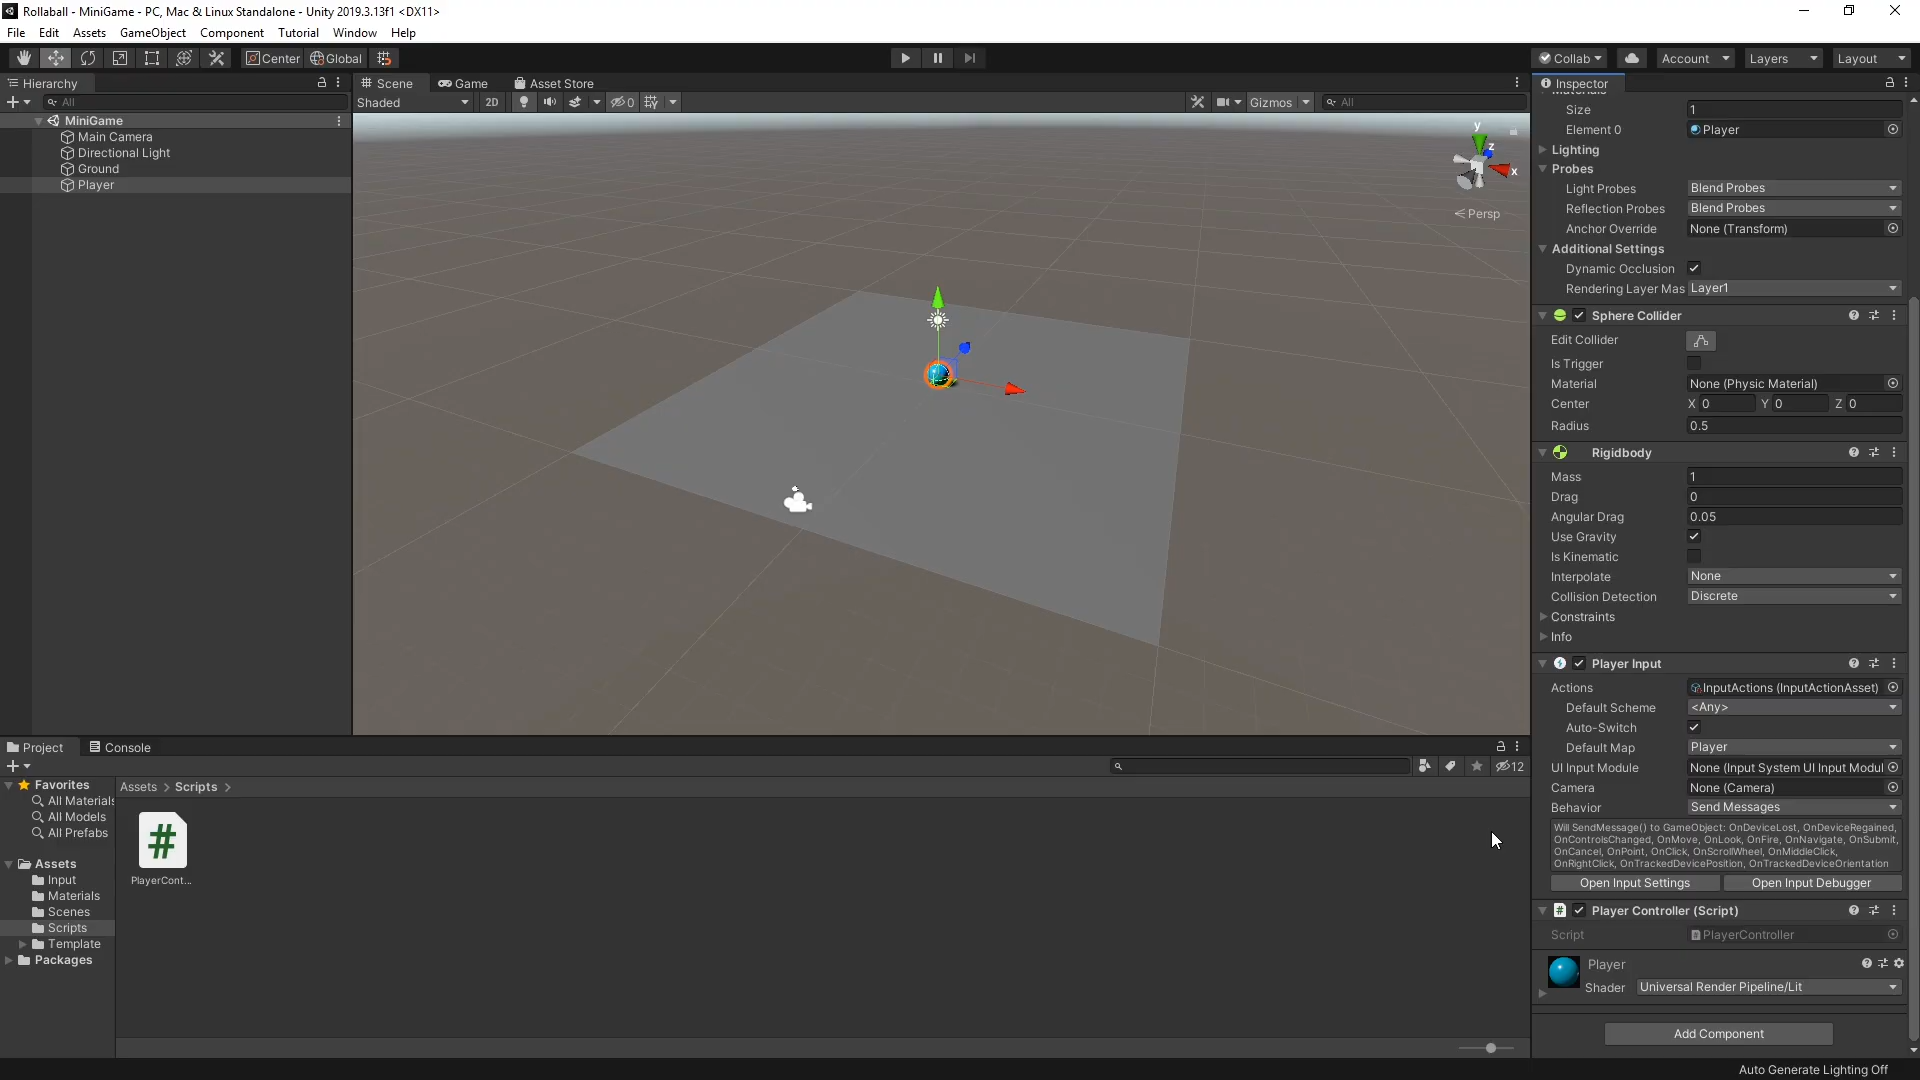 Rollaball - MiniGame - PC, Mac & Linux Standalone - Unity 2019.3.13f1 <DX11>
File Edit Assets GameObject Component Tutorial Window Help
Center Global Collab Account Layers Layout
Hierarchy
All
MiniGame
Main Camera
Directional Light
Ground
Player
Scene Game Asset Store
Shaded 2D 0 Gizmos All
y
z
x
Persp
Inspector
Materials
Size 1
Element 0 Player
Lighting
Probes
Light Probes Blend Probes
Reflection Probes Blend Probes
Anchor Override None (Transform)
Additional Settings
Dynamic Occlusion
Rendering Layer Mas Layer1
Sphere Collider
Edit Collider
Is Trigger
Material None (Physic Material)
Center X 0 Y 0 Z 0
Radius 0.5
Rigidbody
Mass 1
Drag 0
Angular Drag 0.05
Use Gravity
Is Kinematic
Interpolate None
Collision Detection Discrete
Constraints
Info
Player Input
Actions InputActions (InputActionAsset)
Default Scheme <Any>
Auto-Switch
Default Map Player
UI Input Module None (Input System UI Input Modul
Camera None (Camera)
Behavior Send Messages
Will SendMessage() to GameObject: OnDeviceLost, OnDeviceRegained,
OnControlsChanged, OnMove, OnLook, OnFire, OnNavigate, OnSubmit,
OnCancel, OnPoint, OnClick, OnScrollWheel, OnMiddleClick,
OnRightClick, OnTrackedDevicePosition, OnTrackedDeviceOrientation
Open Input Settings Open Input Debugger
# Player Controller (Script)
Script PlayerController
Player
Shader Universal Render Pipeline/Lit
Add Component
Project Console
12
Favorites
All Materials
All Models
All Prefabs
Assets
Input
Materials
Scenes
Scripts
Template
Packages
Assets > Scripts >
#
PlayerCont...
Auto Generate Lighting Off